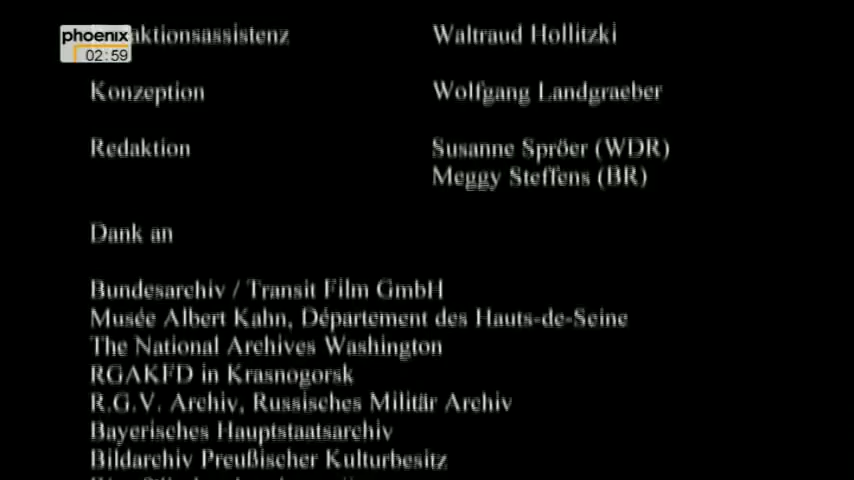 phoenix
02:59
aktionsassistenz Waltraud Hollitzki
Konzeption Wolfgang Landgraeber
Redaktion Susanne Spröer (WDR)
Meggy Steffens (BR)
Dank an
Bundesarchiv / Transit Film GmbH
Musée Albert Kahn, Département des Hauts-de-Seine
The National Archives Washington
RGAKFD in Krasnogorsk
R.G.V. Archiv, Russisches Militär Archiv
Bayerisches Hauptstaatsarchiv
Bildarchiv Preußischer Kulturbesitz